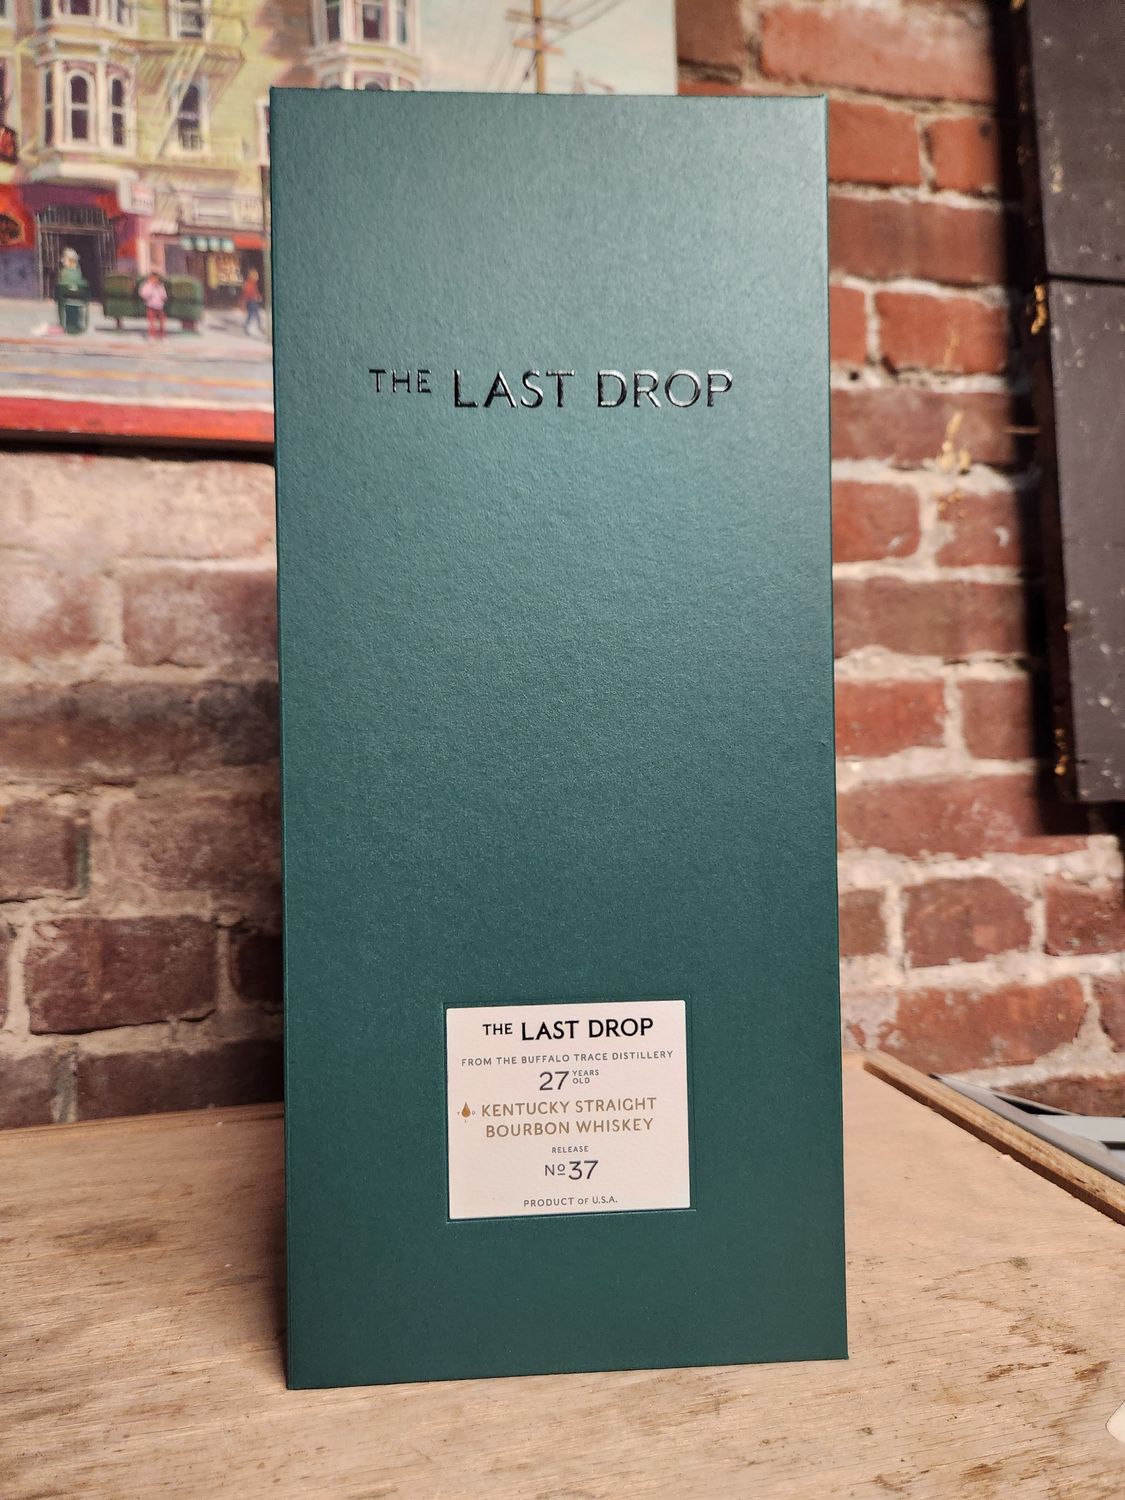 THE LAST DROP
THE LAST DROP
FROM THE BUFFALO TRACE DISTILLERY
27 YEARS OLD
KENTUCKY STRAIGHT
BOURBON WHISKEY
RELEASE
Nº37
PRODUCT OF U.S.A.